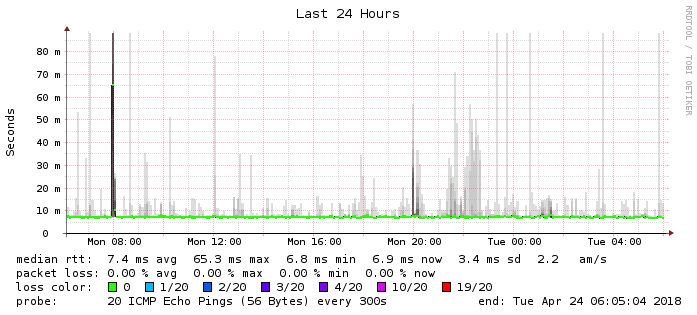 Last 24 Hours
RRDTOOL / TOBI OETIKER
Seconds
80 m
70 m
60 m
50 m
40 m
30 m
20 m
10 m
0
Mon 08:00 Mon 12:00 Mon 16:00 Mon 20:00 Tue 00:00 Tue 04:00
median rtt: 7.4 ms avg 65.3 ms max 6.8 ms min 6.9 ms now 3.4 ms sd 2.2 am/s
packet loss: 0.00 % avg 0.00 % max 0.00 % min 0.00 % now
loss color: 0 1/20 2/20 3/20 4/20 10/20 19/20
probe: 20 ICMP Echo Pings (56 Bytes) every 300s end: Tue Apr 24 06:05:04 2018